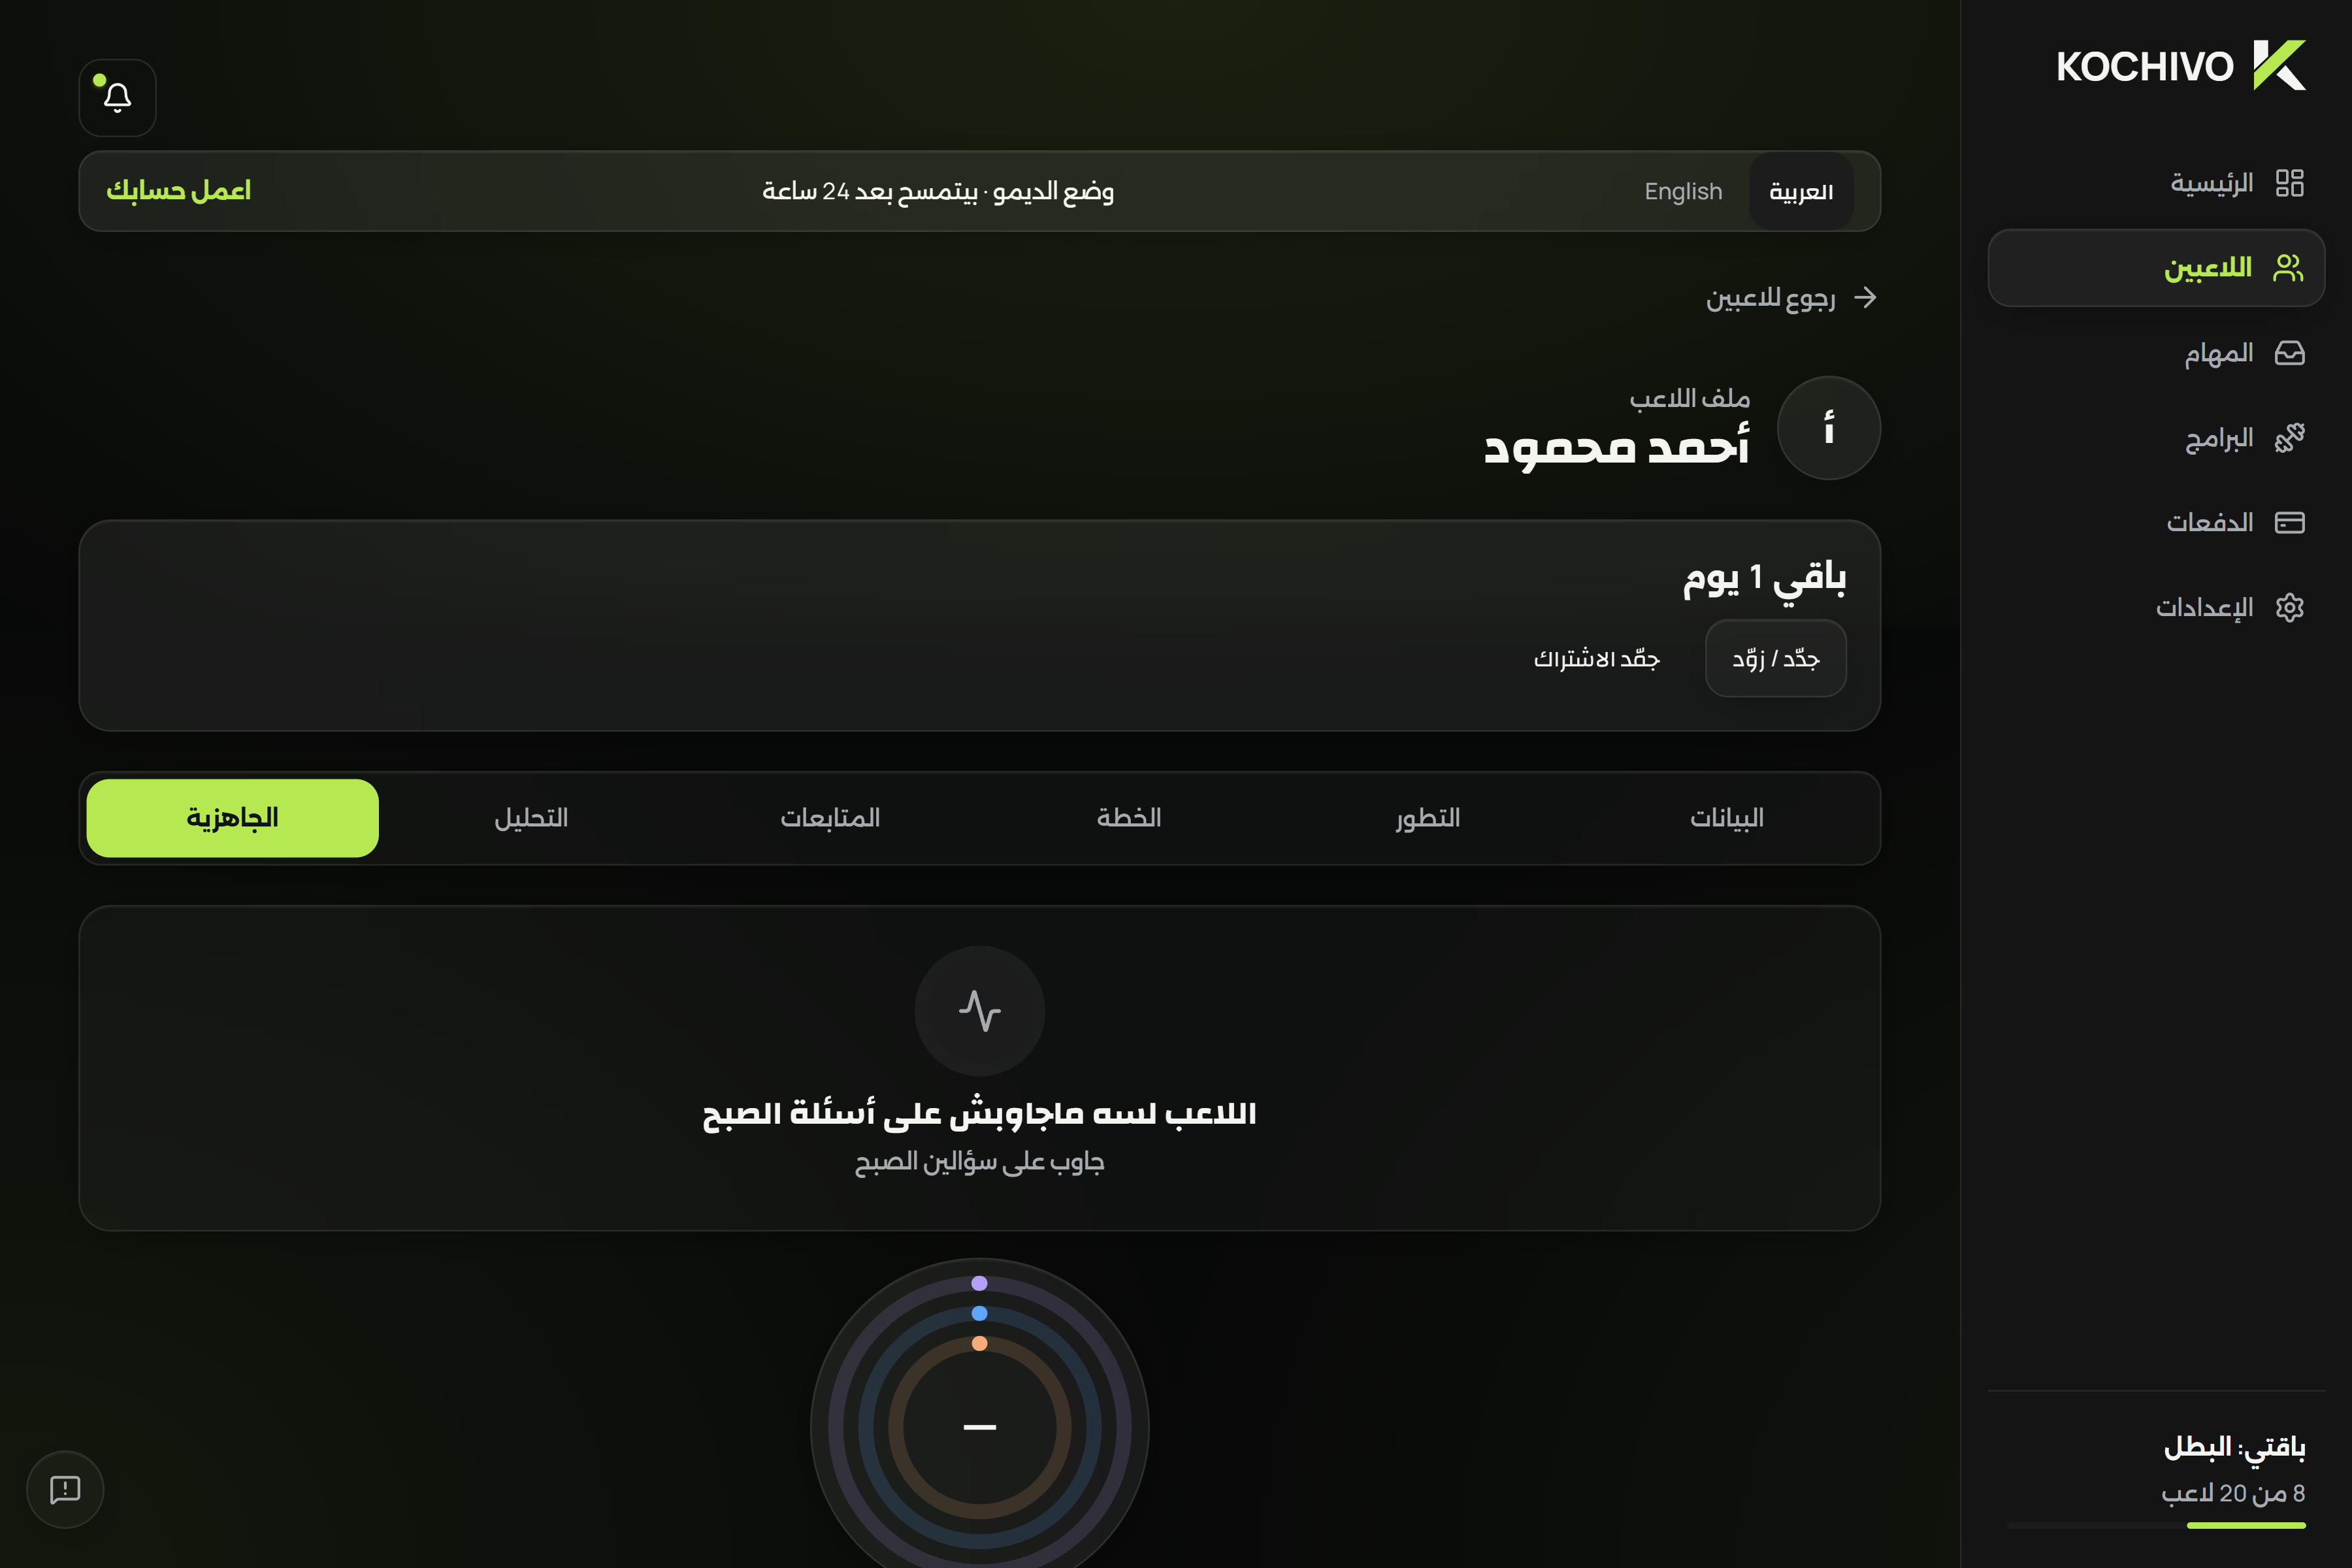 KOCHIVO
الرئيسية
اللاعبين
المهام
البرامج
الدفعات
الإعدادات
باقتي: البطل
8 من 20 لاعب
العربية
English
وضع الديمو · بيتمسح بعد 24 ساعة
اعمل حسابك
رجوع للاعبين
أ
ملف اللاعب
أحمد محمود
باقي 1 يوم
جدّد / زوّد
جمّد الاشتراك
البيانات
التطور
الخطة
المتابعات
التحليل
الجاهزية
اللاعب لسه ماجاوبش على أسئلة الصبح
جاوب على سؤالين الصبح
—